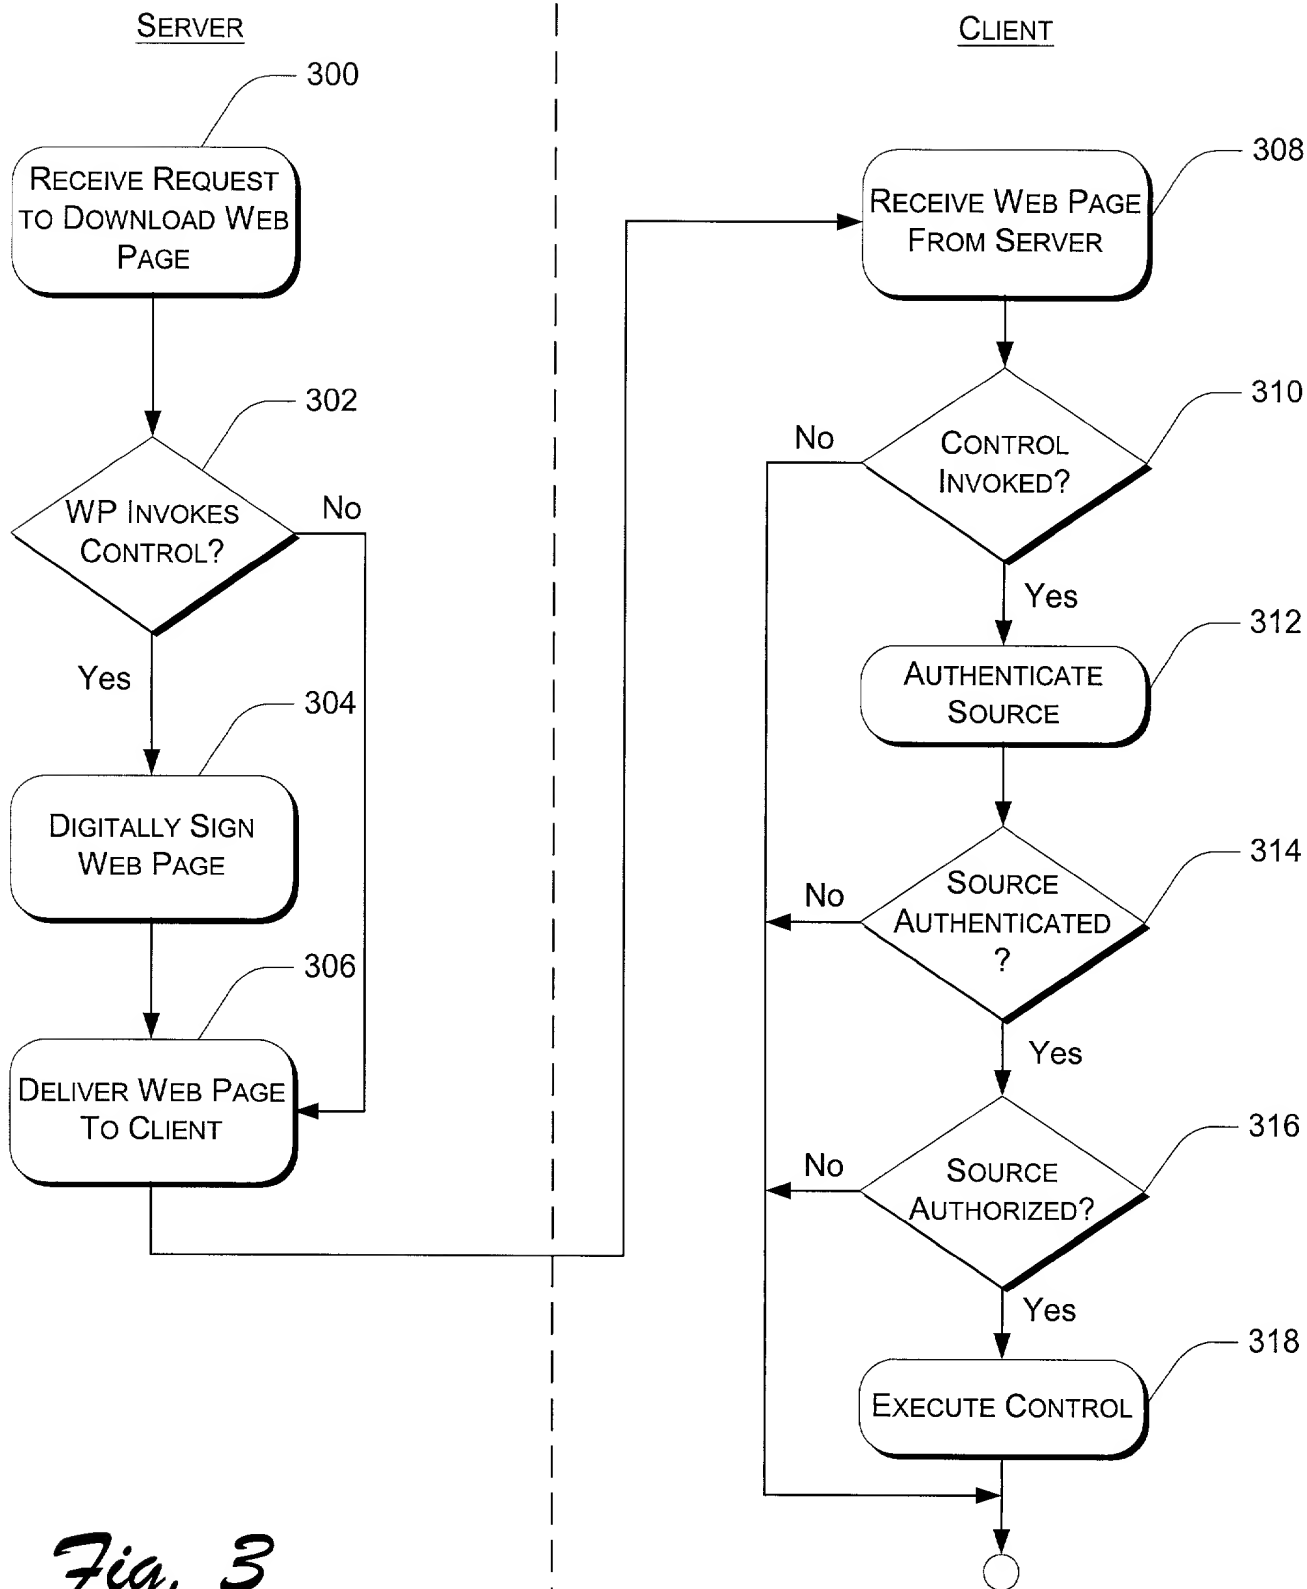 SERVER
300
RECEIVE REQUEST
TO DOWNLOAD WEB
PAGE
302
WP INVOKES
CONTROL?
No
Yes
304
DIGITALLY SIGN
WEB PAGE
306
DELIVER WEB PAGE
TO CLIENT
CLIENT
308
RECEIVE WEB PAGE
FROM SERVER
310
CONTROL
INVOKED?
No
Yes
312
AUTHENTICATE
SOURCE
314
SOURCE
AUTHENTICATED
?
No
Yes
316
SOURCE
AUTHORIZED?
No
Yes
318
EXECUTE CONTROL
Fig. 3